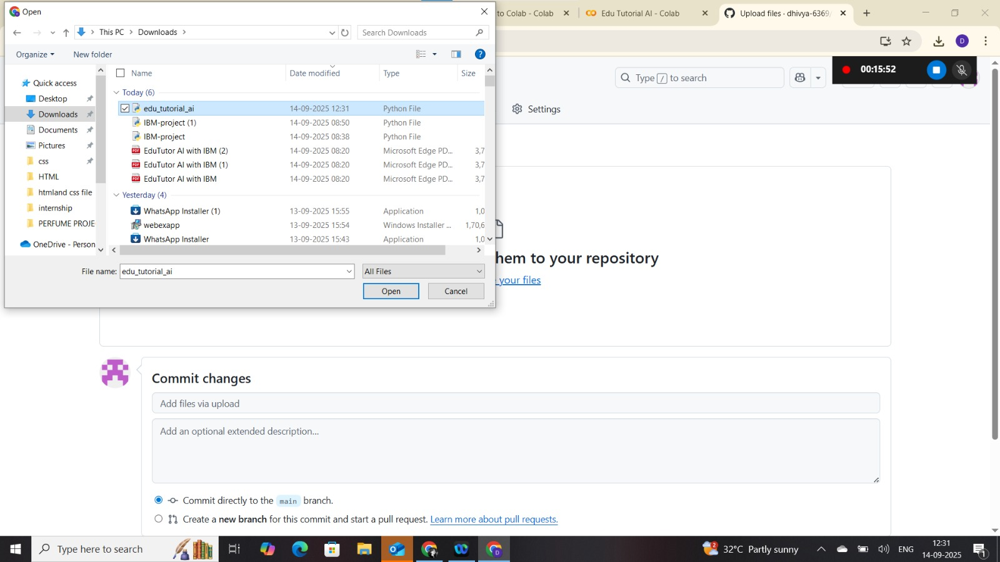 Open
to Colab - Colab
Edu Tutorial AI - Colab
Upload files · dhivya-6369/
This PC
Downloads
Search Downloads
D
Organize
New folder
?
Name
Date modified
Type
Size
Quick access
Desktop
Downloads
Documents
Pictures
css
HTML
htmland css file
internship
PERFUME PROJE
OneDrive - Person
Today (6)
edu_tutorial_ai 14-09-2025 12:31 Python File
IBM-project (1) 14-09-2025 08:50 Python File
IBM-project 14-09-2025 08:38 Python File
EduTutor AI with IBM (2) 14-09-2025 08:20 Microsoft Edge PD... 3,7
EduTutor AI with IBM (1) 14-09-2025 08:20 Microsoft Edge PD... 3,7
EduTutor AI with IBM 14-09-2025 08:20 Microsoft Edge PD... 3,7
Yesterday (4)
WhatsApp Installer (1) 13-09-2025 15:55 Application 1,0
webexapp 13-09-2025 15:54 Windows Installer ... 1,70,6
WhatsApp Installer 13-09-2025 15:43 Application 1,0
File name: edu_tutorial_ai
All Files
Open
Cancel
Type / to search
00:15:52
Settings
hem to your repository
your files
Commit changes
Add files via upload
Add an optional extended description...
Commit directly to the main branch.
Create a new branch for this commit and start a pull request. Learn more about pull requests.
Type here to search
D
2
32°C Partly sunny
ENG
12:31
14-09-2025
1